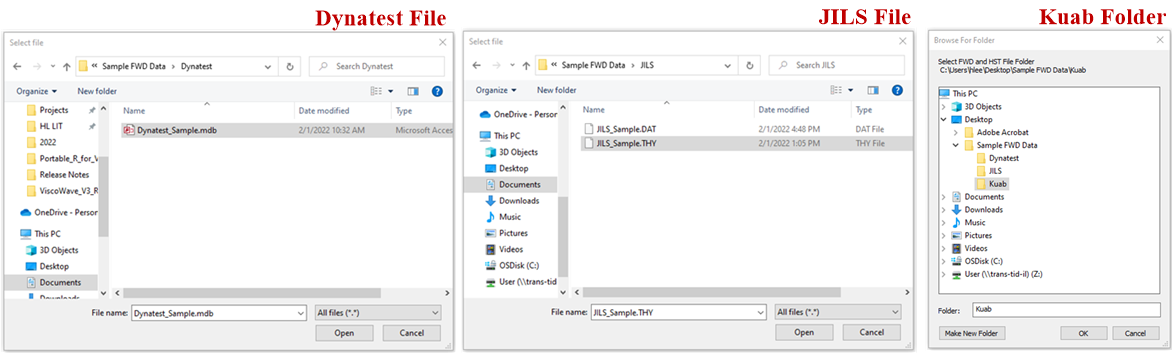 Dynatest File
Select file
Sample FWD Data
Dynatest
Search Dynatest
Organize
New folder
Projects
HL LIT
2022
Portable_R_for_V
Release Notes
ViscoWave_V3_R
OneDrive - Person
This PC
3D Objects
Desktop
Documents
Downloads
Name
Date modified
Type
Dynatest_Sample.mdb
2/1/2022 10:32 AM
Microsoft Acces
File name:
Dynatest_Sample.mdb
All files (*.*)
Open
Cancel
JILS File
Select file
Sample FWD Data
JILS
Search JILS
Organize
New folder
OneDrive - Person
This PC
3D Objects
Desktop
Documents
Downloads
Music
Pictures
Videos
OSDisk (C:)
User (\\trans-tid
Name
Date modified
Type
JILS_Sample.DAT
2/1/2022 4:48 PM
DAT File
JILS_Sample.THY
2/1/2022 1:05 PM
THY File
File name:
JILS_Sample.THY
All files (*.*)
Open
Cancel
Kuab Folder
Browse For Folder
Select FWD and HST File Folder
C:\Users\hlee\Desktop\Sample FWD Data\Kuab
This PC
3D Objects
Desktop
Adobe Acrobat
Sample FWD Data
Dynatest
JILS
Kuab
Documents
Downloads
Music
Pictures
Videos
OSDisk (C:)
User (\\trans-tid-il) (Z:)
Folder:
Kuab
Make New Folder
OK
Cancel